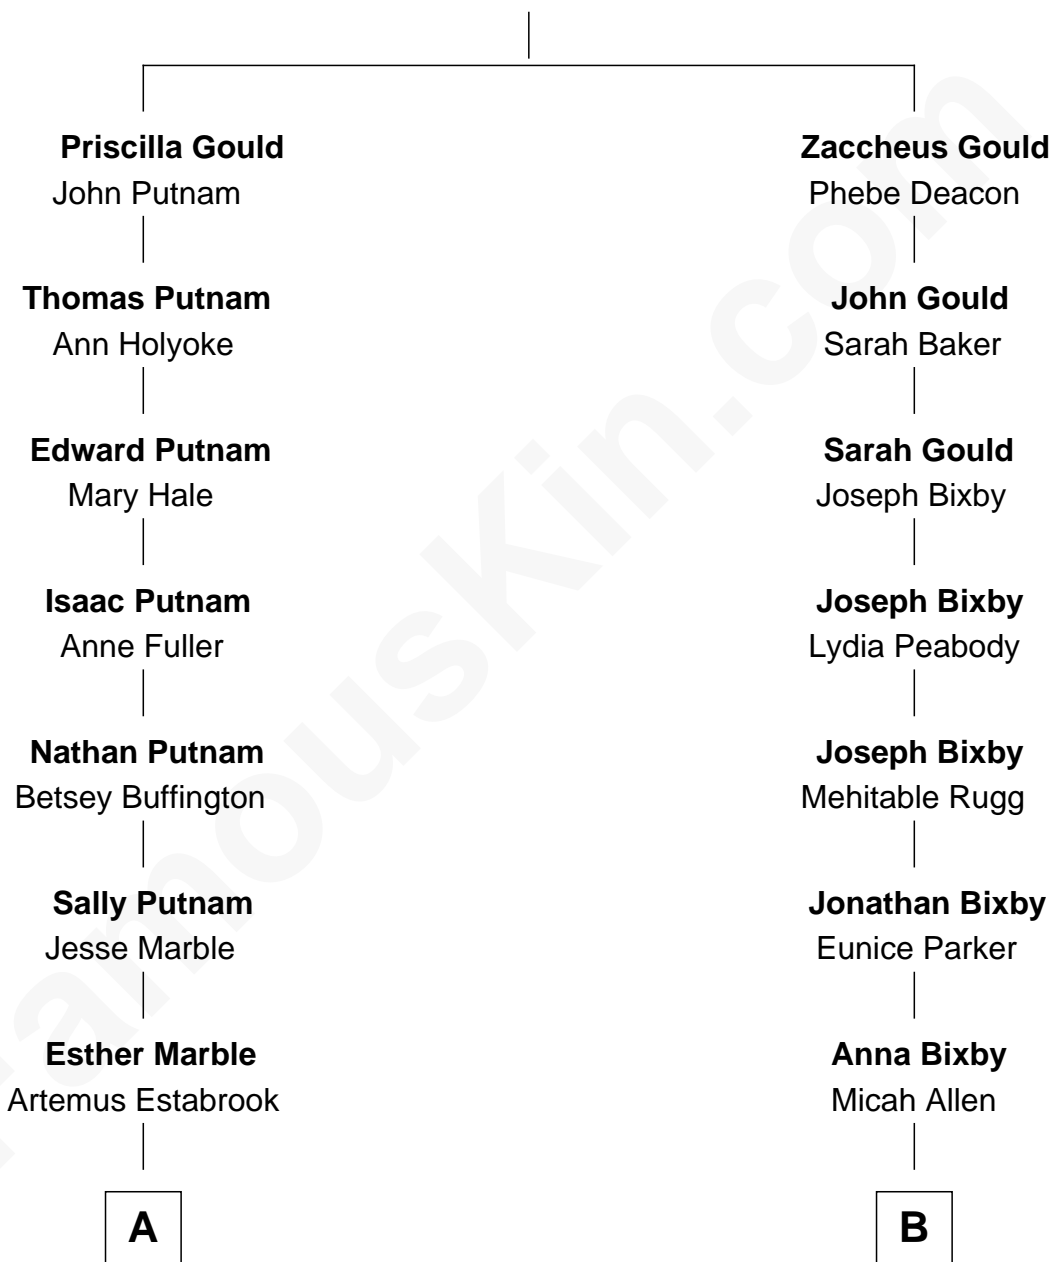 Priscilla Gould
John Putnam
Thomas Putnam
Ann Holyoke
Edward Putnam
Mary Hale
Isaac Putnam
Anne Fuller
Nathan Putnam
Betsey Buffington
Sally Putnam
Jesse Marble
Esther Marble
Artemus Estabrook
A
Zaccheus Gould
Phebe Deacon
John Gould
Sarah Baker
Sarah Gould
Joseph Bixby
Joseph Bixby
Lydia Peabody
Joseph Bixby
Mehitable Rugg
Jonathan Bixby
Eunice Parker
Anna Bixby
Micah Allen
B
FamousKin.com